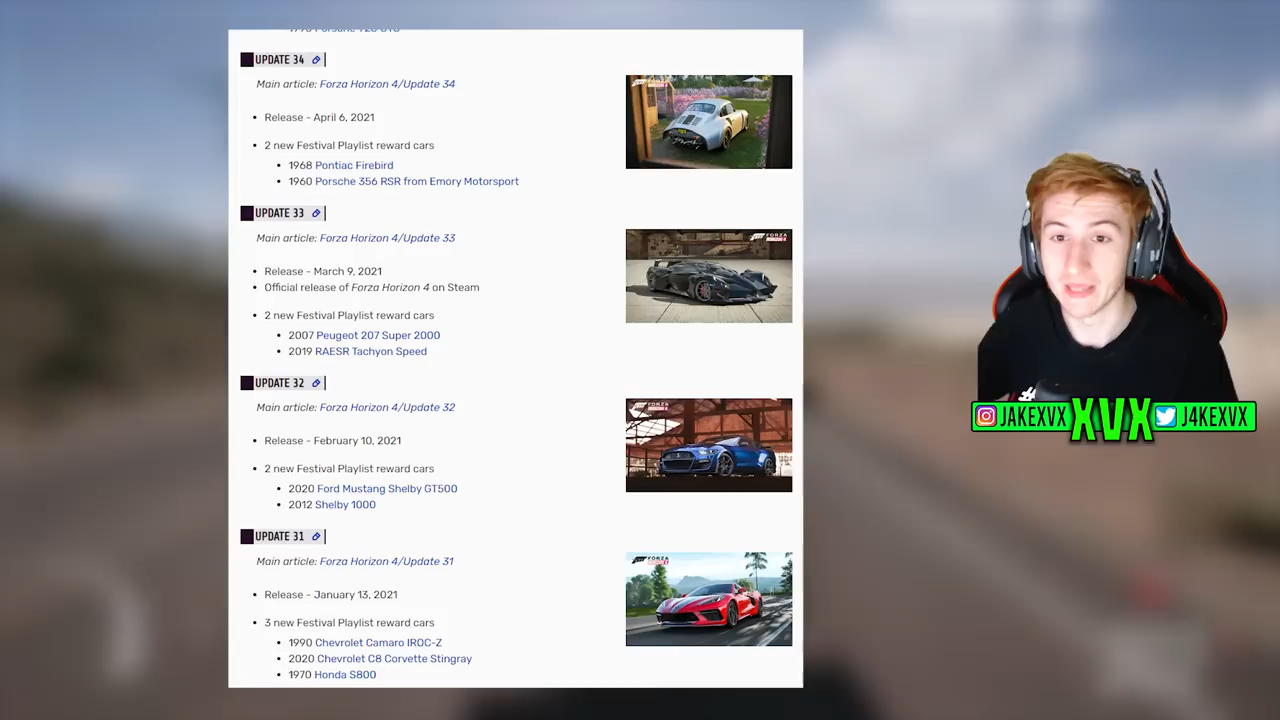 UPDATE 34
Main article: Forza Horizon 4/Update 34
• Release - April 6, 2021
• 2 new Festival Playlist reward cars
• 1968 Pontiac Firebird
• 1960 Porsche 356 RSR from Emory Motorsport
UPDATE 33
Main article: Forza Horizon 4/Update 33
• Release - March 9, 2021
• Official release of Forza Horizon 4 on Steam
• 2 new Festival Playlist reward cars
• 2007 Peugeot 207 Super 2000
• 2019 RAESR Tachyon Speed
UPDATE 32
Main article: Forza Horizon 4/Update 32
• Release - February 10, 2021
• 2 new Festival Playlist reward cars
• 2020 Ford Mustang Shelby GT500
• 2012 Shelby 1000
UPDATE 31
Main article: Forza Horizon 4/Update 31
• Release - January 13, 2021
• 3 new Festival Playlist reward cars
• 1990 Chevrolet Camaro IROC-Z
• 2020 Chevrolet C8 Corvette Stingray
• 1970 Honda S800
JAKEXVX XVX J4KEXVX